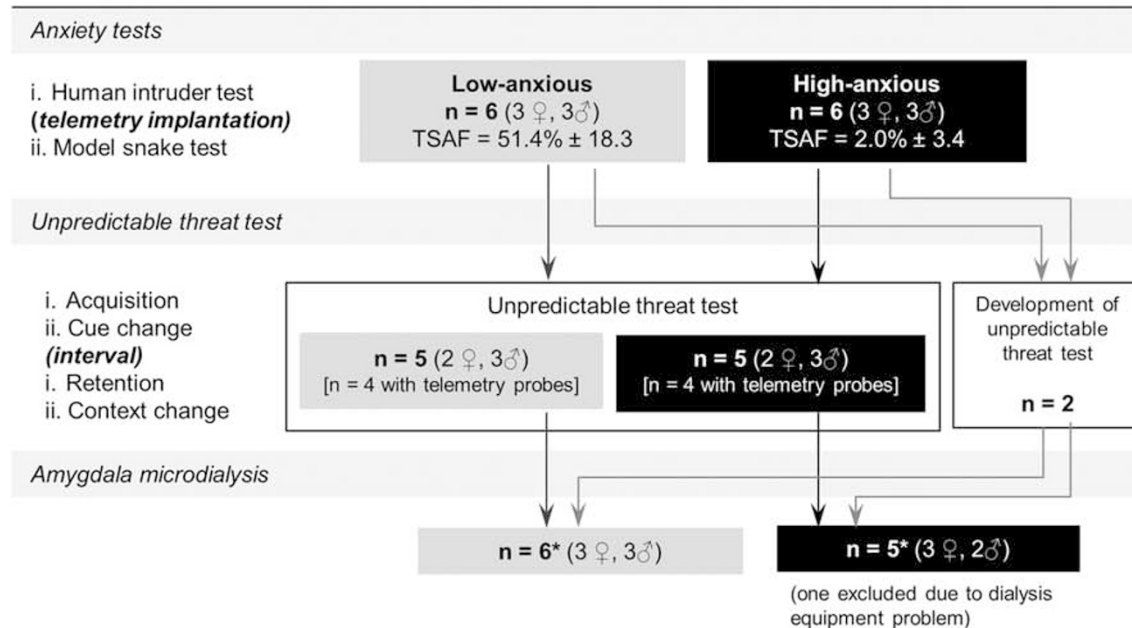 Anxiety tests
i. Human intruder test
(telemetry implantation)
ii. Model snake test
Low-anxious
n = 6 (3 ♀, 3♂)
TSAF = 51.4% ± 18.3
High-anxious
n = 6 (3 ♀, 3♂)
TSAF = 2.0% ± 3.4
Unpredictable threat test
i. Acquisition
ii. Cue change
(interval)
i. Retention
ii. Context change
Unpredictable threat test
n = 5 (2 ♀, 3♂)
[n = 4 with telemetry probes]
n = 5 (2 ♀, 3♂)
[n = 4 with telemetry probes]
Development of
unpredictable
threat test
n = 2
Amygdala microdialysis
n = 6* (3 ♀, 3♂)
n = 5* (3 ♀, 2♂)
(one excluded due to dialysis
equipment problem)